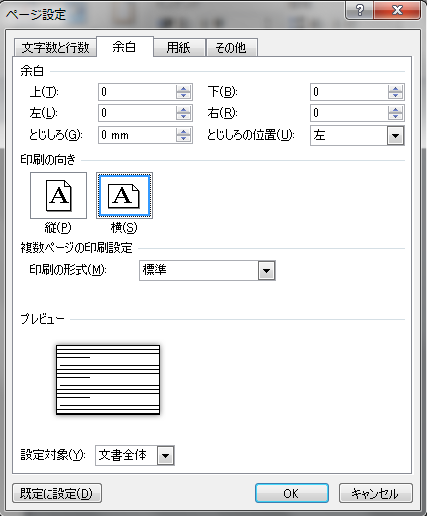 ページ設定
文字数と行数 余白 用紙 その他
余白
上(T): 0 下(B): 0
左(L): 0 右(R): 0
とじしろ(G): 0 mm とじしろの位置(U): 左
印刷の向き
A A
縦(P) 横(S)
複数ページの印刷設定
印刷の形式(M): 標準
プレビュー
設定対象(Y): 文書全体
既定に設定(D) OK キャンセル